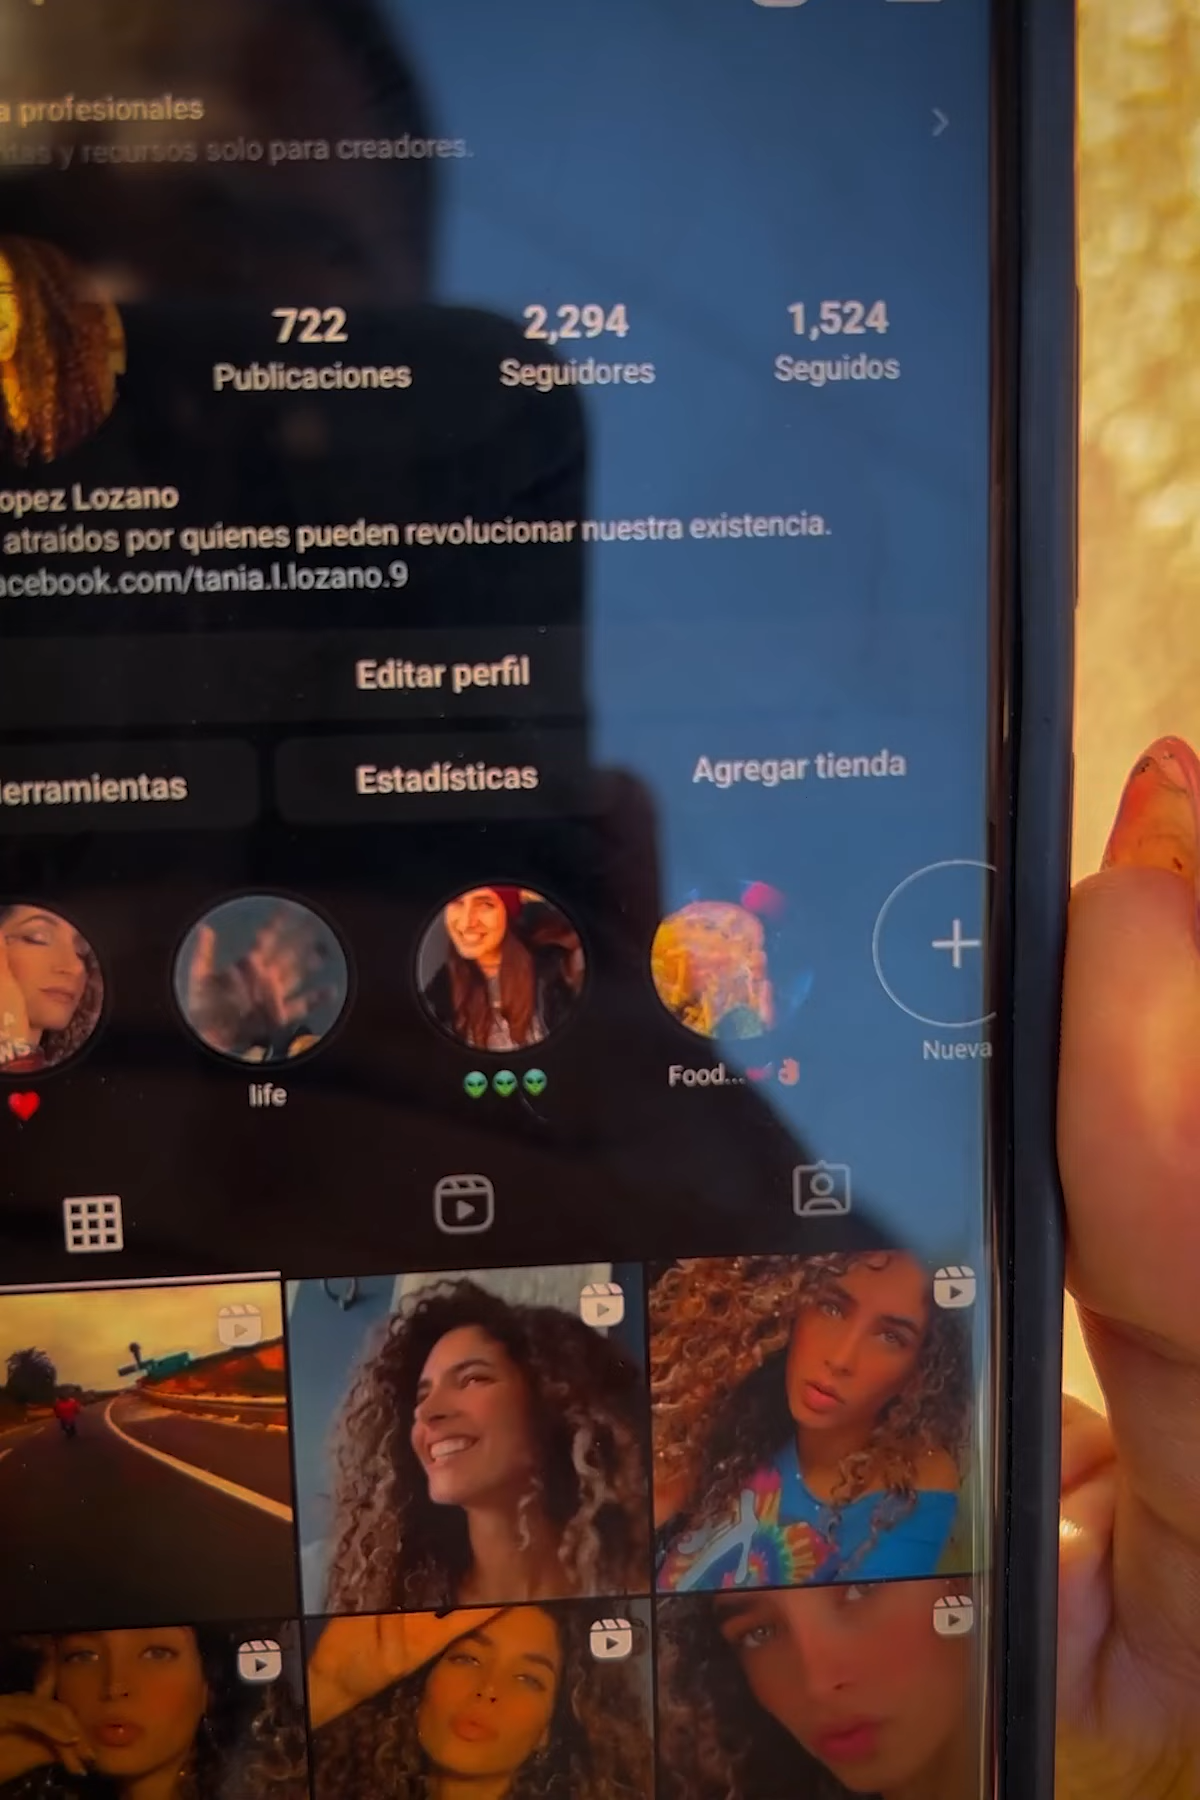 a profesionales
y recursos solo para creadores.
722
Publicaciones
2,294
Seguidores
1,524
Seguidos
opez Lozano
atraídos por quienes pueden revolucionar nuestra existencia.
acebook.com/tania.l.lozano.9
Editar perfil
erramientas
Estadísticas
Agregar tienda
❤️
life
👽👽👽
Food...
Nueva